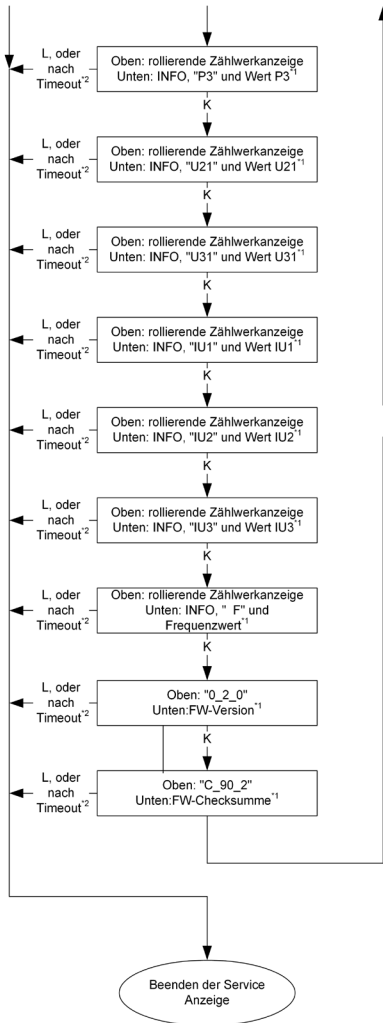 L, oder
nach
Timeout*2
Oben: rollierende Zählwerkanzeige
Unten: INFO, "P3" und Wert P3*1
K
L, oder
nach
Timeout*2
Oben: rollierende Zählwerkanzeige
Unten: INFO, "U21" und Wert U21*1
K
L, oder
nach
Timeout*2
Oben: rollierende Zählwerkanzeige
Unten: INFO, "U31" und Wert U31*1
K
L, oder
nach
Timeout*2
Oben: rollierende Zählwerkanzeige
Unten: INFO, "IU1" und Wert IU1*1
K
L, oder
nach
Timeout*2
Oben: rollierende Zählwerkanzeige
Unten: INFO, "IU2" und Wert IU2*1
K
L, oder
nach
Timeout*2
Oben: rollierende Zählwerkanzeige
Unten: INFO, "IU3" und Wert IU3*1
K
L, oder
nach
Timeout*2
Oben: rollierende Zählwerkanzeige
Unten: INFO, " F" und
Frequenzwert*1
K
L, oder
nach
Timeout*2
Oben: "0_2_0"
Unten:FW-Version*1
K
L, oder
nach
Timeout*2
Oben: "C_90_2"
Unten:FW-Checksumme*1
Beenden der Service
Anzeige